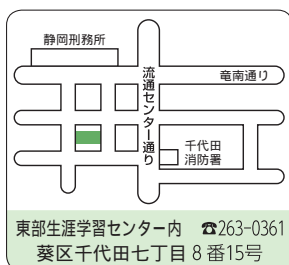 静岡刑務所
竜南通り
流通センター通り
千代田
消防署
東部生涯学習センター内 ☎263-0361
葵区千代田七丁目8番15号